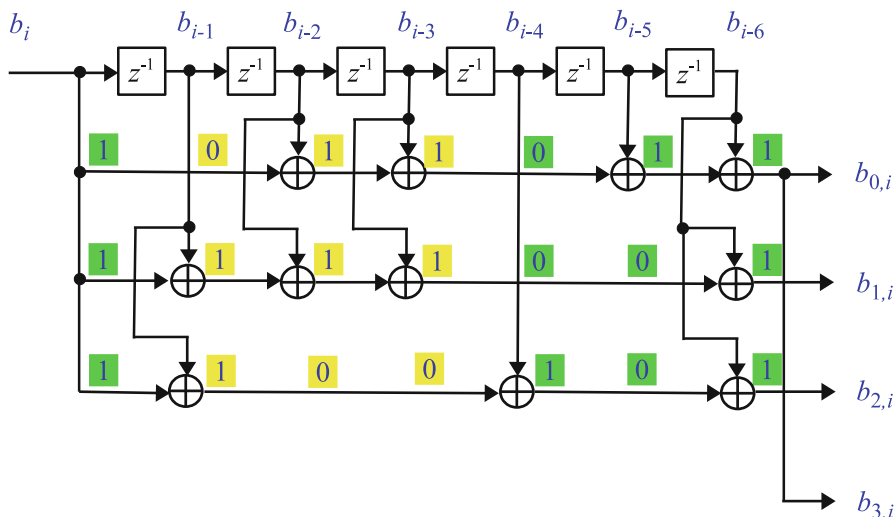 b_i b_{i-1} b_{i-2} b_{i-3} b_{i-4} b_{i-5} b_{i-6}
z^{-1} z^{-1} z^{-1} z^{-1} z^{-1} z^{-1}
1 0 1 1 0 1 1
b_{0,i}
1 1 1 1 0 0 1
b_{1,i}
1 1 0 0 1 0 1
b_{2,i}
b_{3,i}